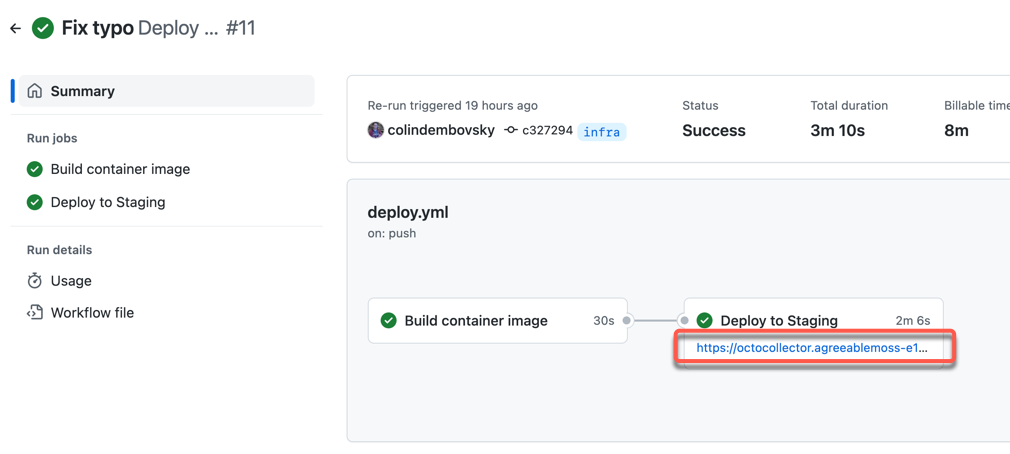 Fix typo Deploy ... #11
Summary
Run jobs
Build container image
Deploy to Staging
Run details
Usage
Workflow file
Re-run triggered 19 hours ago
colindembovsky c327294 infra
Status
Success
Total duration
3m 10s
Billable time
8m
deploy.yml
on: push
Build container image 30s
Deploy to Staging 2m 6s
https://octocollector.agreeablemoss-e1...